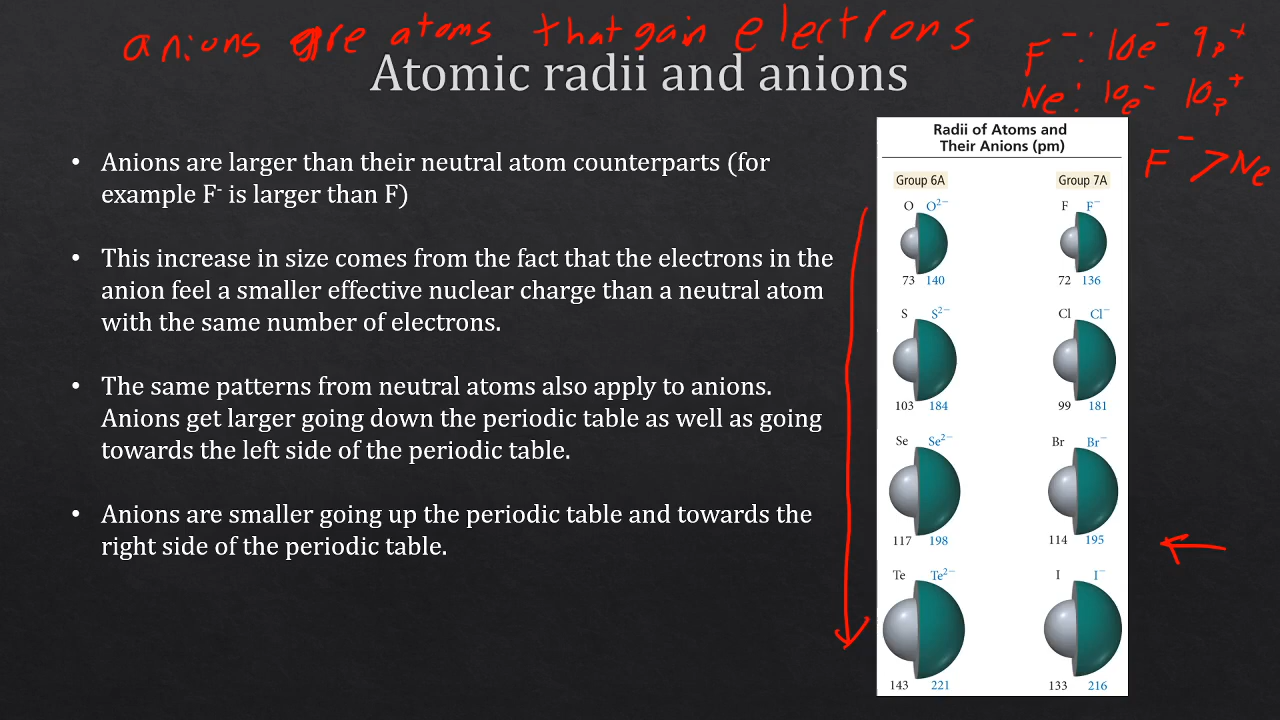 anions are atoms that gain electrons
Atomic radii and anions
F⁻: 10e⁻ 9p⁺
Ne: 10e⁻ 10p⁺
F⁻ > Ne
• Anions are larger than their neutral atom counterparts (for
example F⁻ is larger than F)
• This increase in size comes from the fact that the electrons in the
anion feel a smaller effective nuclear charge than a neutral atom
with the same number of electrons.
• The same patterns from neutral atoms also apply to anions.
Anions get larger going down the periodic table as well as going
towards the left side of the periodic table.
• Anions are smaller going up the periodic table and towards the
right side of the periodic table.
Radii of Atoms and
Their Anions (pm)
Group 6A Group 7A
O O²⁻ F F⁻
73 140 72 136
S S²⁻ Cl Cl⁻
103 184 99 181
Se Se²⁻ Br Br⁻
117 198 114 195
Te Te²⁻ I I⁻
143 221 133 216